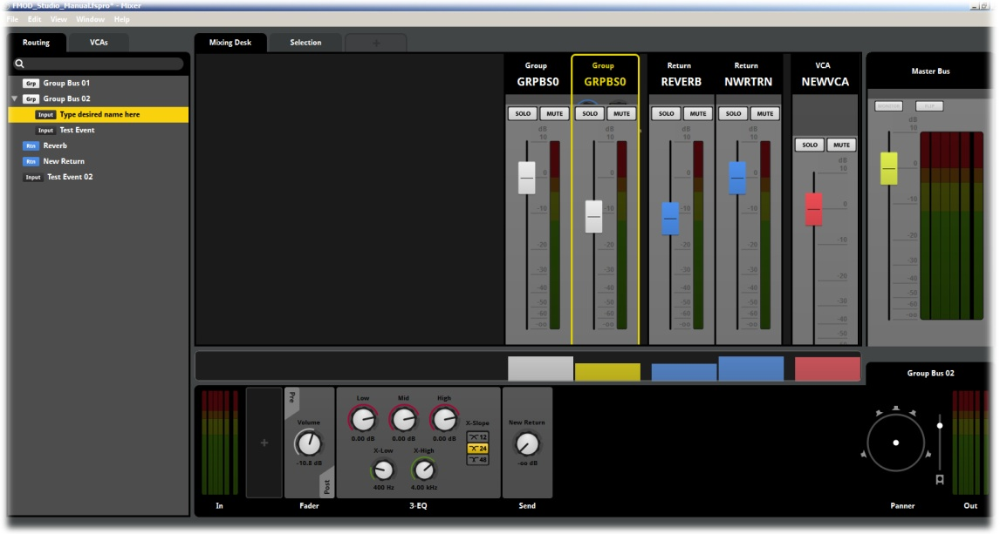 FMOD_Studio_Manual.fspro* - Mixer
File Edit View Window Help
Routing VCAs
Mixing Desk Selection +
Grp Group Bus 01
Grp Group Bus 02
Input Type desired name here
Input Test Event
Rtn Reverb
Rtn New Return
Input Test Event 02
Group Group Return Return VCA
GRPBS0 GRPBS0 REVERB NWRTRN NEWVCA
Master Bus
SOLO MUTE SOLO MUTE SOLO MUTE SOLO MUTE
SOLO MUTE
dB dB dB dB
10 10 10 10
0 0 0 0
-10 -10 -10 -10
-20 -20 -20 -20
-30 -30 -30 -30
-40 -40 -40 -40
-50 -50 -50 -50
-60 -60 -60 -60
-oo -oo -oo -oo
dB
10
0
-10
-20
-30
-40
-50
dB
10
0
-10
-20
-30
-40
-50
-60
-oo
Group Bus 02
Pre
Volume
-10.8 dB
Post
Low Mid High
0.00 dB 0.00 dB 0.00 dB
X-Low X-High
400 Hz 4.00 kHz
X-Slope
12
24
48
New Return
-oo dB
+
In Fader 3-EQ Send Panner Out